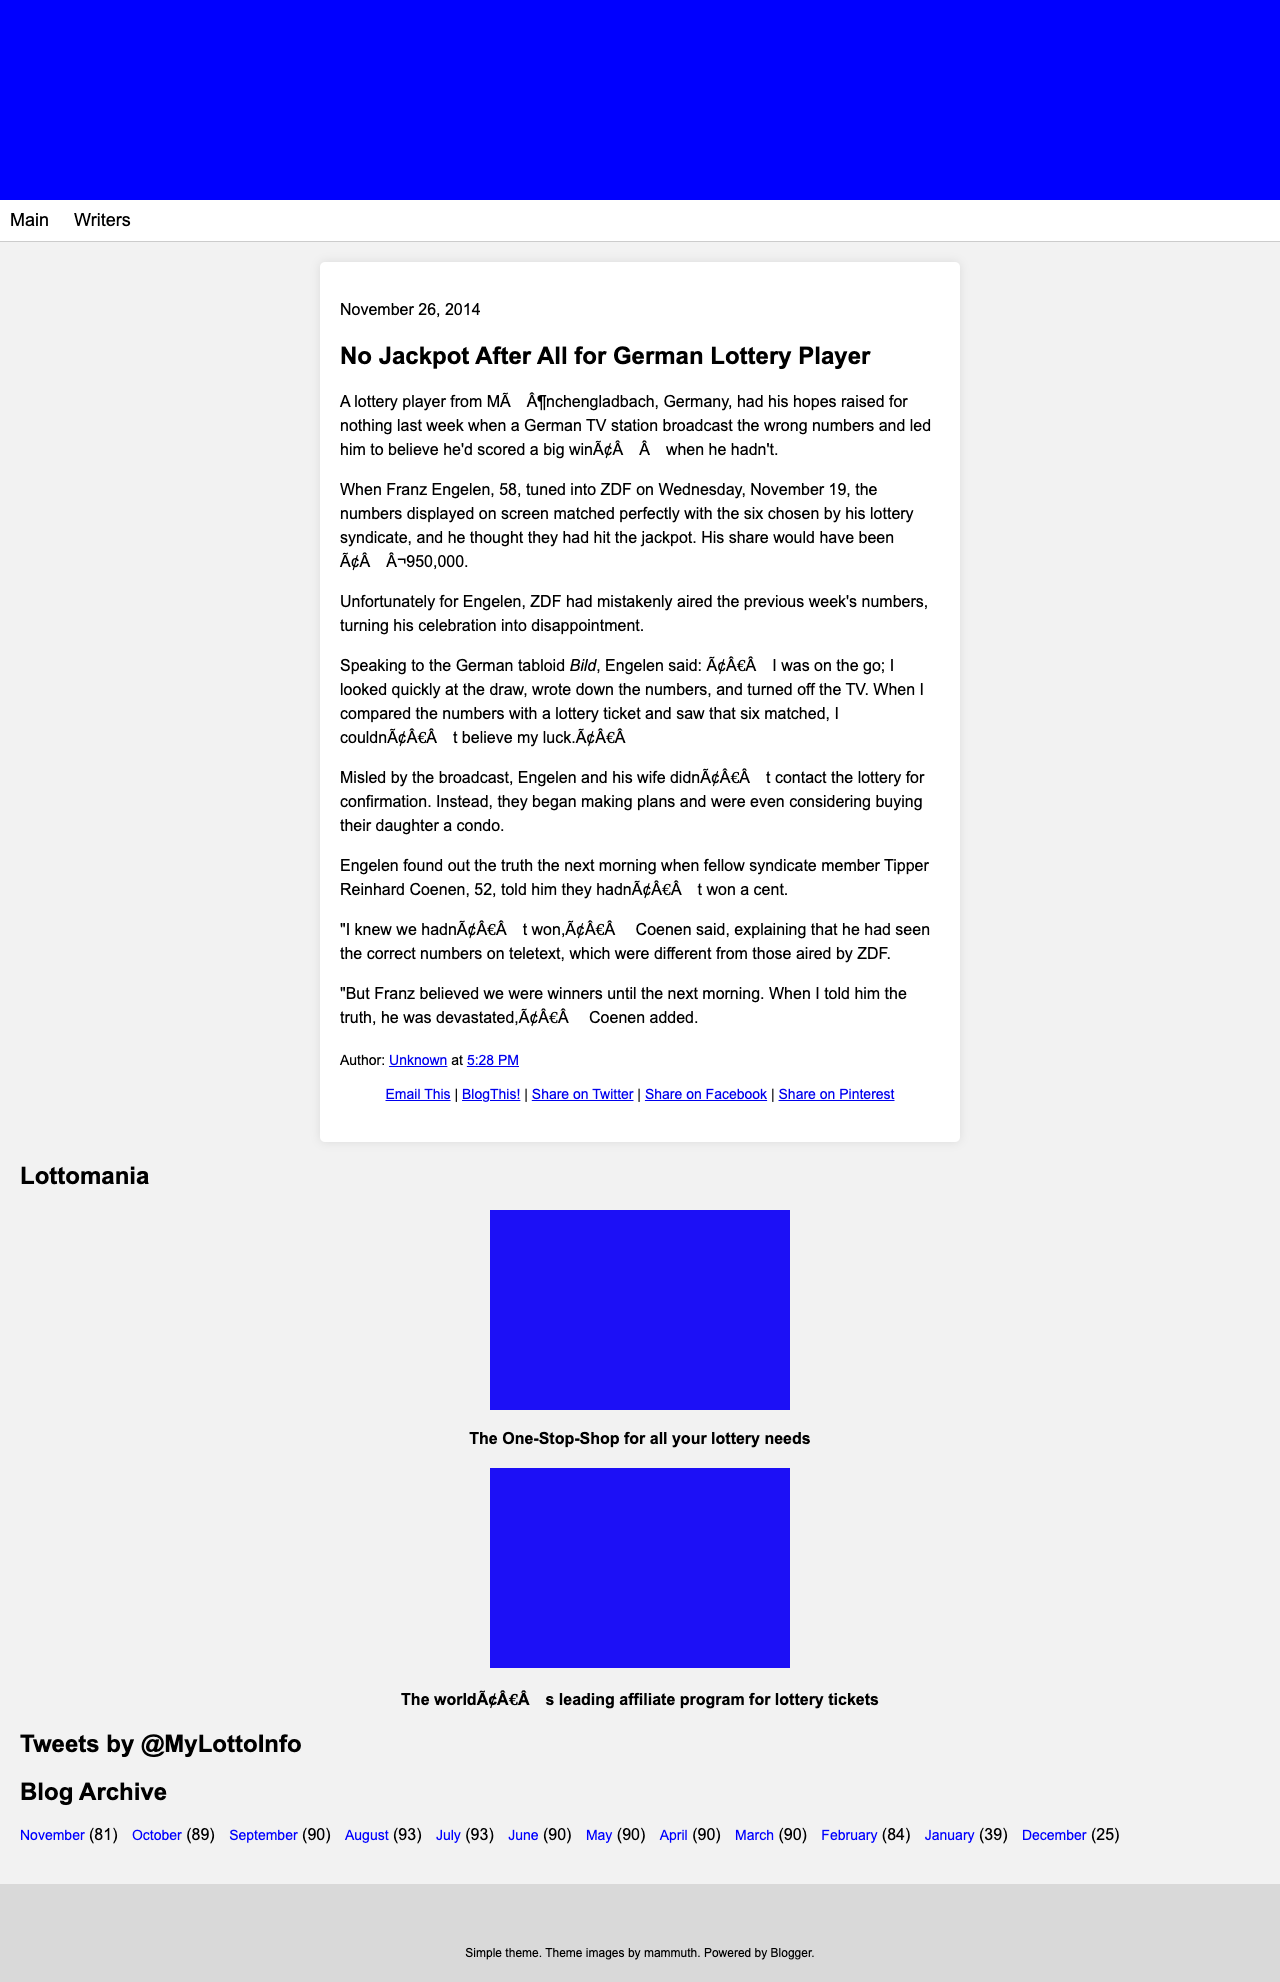 Main Writers
November 26, 2014
No Jackpot After All for German Lottery Player
A lottery player from MÃ Â¶nchengladbach, Germany, had his hopes raised for
nothing last week when a German TV station broadcast the wrong numbers and led
him to believe he'd scored a big winÃ¢Â Â when he hadn't.
When Franz Engelen, 58, tuned into ZDF on Wednesday, November 19, the
numbers displayed on screen matched perfectly with the six chosen by his lottery
syndicate, and he thought they had hit the jackpot. His share would have been
Ã¢Â Â¬950,000.
Unfortunately for Engelen, ZDF had mistakenly aired the previous week's numbers,
turning his celebration into disappointment.
Speaking to the German tabloid Bild, Engelen said: Ã¢Â€Â I was on the go; I
looked quickly at the draw, wrote down the numbers, and turned off the TV. When I
compared the numbers with a lottery ticket and saw that six matched, I
couldnÃ¢Â€Â t believe my luck.Ã¢Â€Â
Misled by the broadcast, Engelen and his wife didnÃ¢Â€Â t contact the lottery for
confirmation. Instead, they began making plans and were even considering buying
their daughter a condo.
Engelen found out the truth the next morning when fellow syndicate member Tipper
Reinhard Coenen, 52, told him they hadnÃ¢Â€Â t won a cent.
"I knew we hadnÃ¢Â€Â t won,Ã¢Â€Â Coenen said, explaining that he had seen
the correct numbers on teletext, which were different from those aired by ZDF.
"But Franz believed we were winners until the next morning. When I told him the
truth, he was devastated,Ã¢Â€Â Coenen added.
Author: Unknown at 5:28 PM
Email This | BlogThis! | Share on Twitter | Share on Facebook | Share on Pinterest
Lottomania
The One-Stop-Shop for all your lottery needs
The worldÃ¢Â€Â s leading affiliate program for lottery tickets
Tweets by @MyLottoInfo
Blog Archive
November (81) October (89) September (90) August (93) July (93) June (90) May (90) April (90) March (90) February (84) January (39) December (25)
Simple theme. Theme images by mammuth. Powered by Blogger.